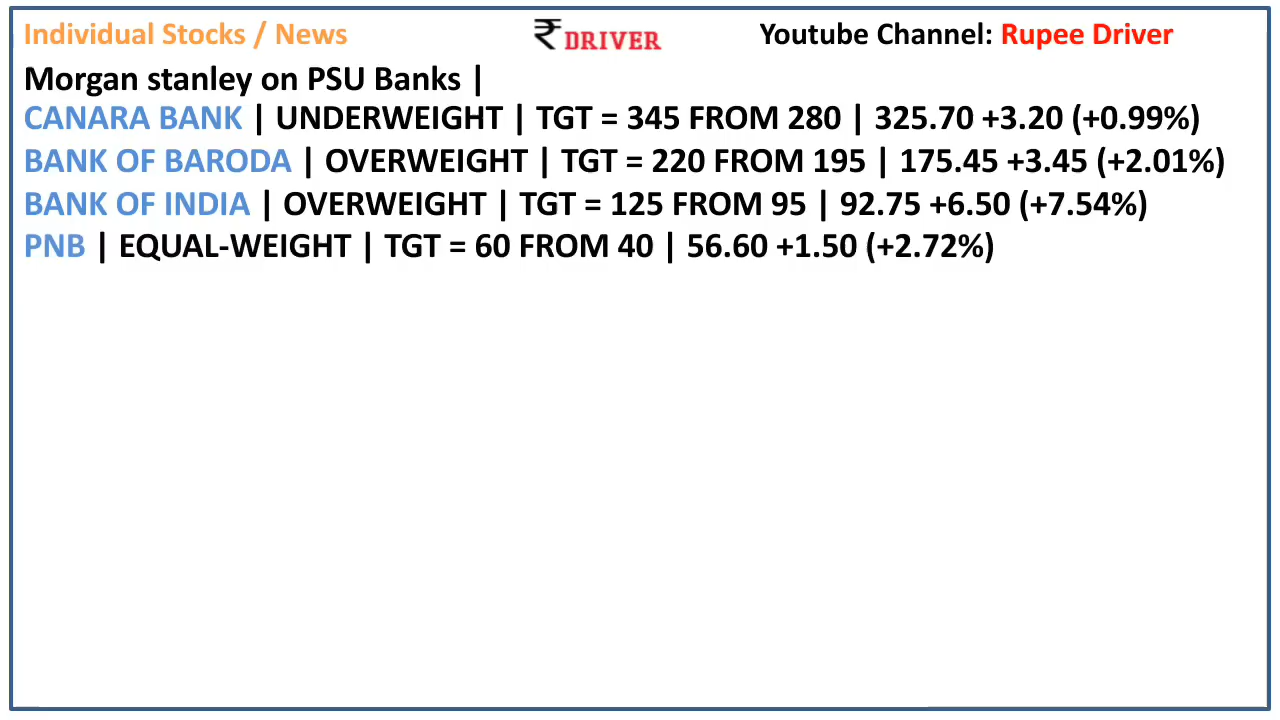 Individual Stocks / News
₹ DRIVER
Youtube Channel: Rupee Driver
Morgan stanley on PSU Banks |
CANARA BANK | UNDERWEIGHT | TGT = 345 FROM 280 | 325.70 +3.20 (+0.99%)
BANK OF BARODA | OVERWEIGHT | TGT = 220 FROM 195 | 175.45 +3.45 (+2.01%)
BANK OF INDIA | OVERWEIGHT | TGT = 125 FROM 95 | 92.75 +6.50 (+7.54%)
PNB | EQUAL-WEIGHT | TGT = 60 FROM 40 | 56.60 +1.50 (+2.72%)